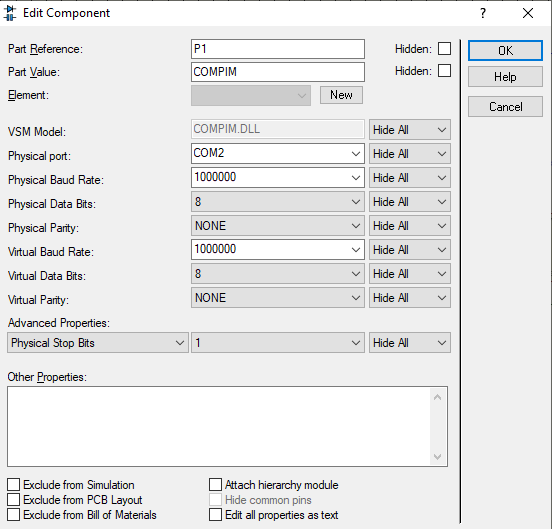 Edit Component ? X
Part Reference: P1 Hidden: OK
Part Value: COMPIM Hidden: Help
Element: New Cancel
VSM Model: COMPIM.DLL Hide All
Physical port: COM2 Hide All
Physical Baud Rate: 1000000 Hide All
Physical Data Bits: 8 Hide All
Physical Parity: NONE Hide All
Virtual Baud Rate: 1000000 Hide All
Virtual Data Bits: 8 Hide All
Virtual Parity: NONE Hide All
Advanced Properties:
Physical Stop Bits 1 Hide All
Other Properties:
Exclude from Simulation Attach hierarchy module
Exclude from PCB Layout Hide common pins
Exclude from Bill of Materials Edit all properties as text